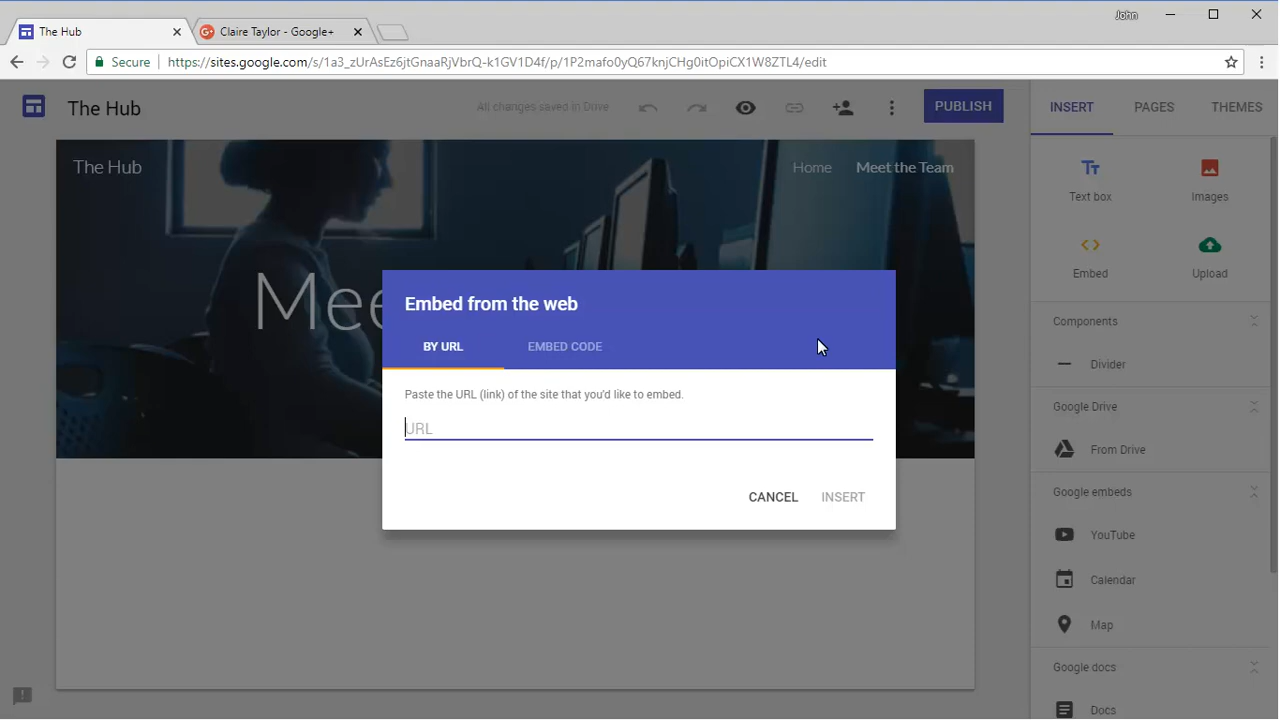 John
The Hub
Claire Taylor - Google+
Secure
https://sites.google.com/s/1a3_zUrAsEz6jtGnaaRjVbrQ-k1GV1D4f/p/1P2mafo0yQ67knjCHg0itOpiCX1W8ZTL4/edit
The Hub
All changes saved in Drive
PUBLISH
INSERT
PAGES
THEMES
The Hub
Home
Meet the Team
Text box
Images
Embed
Upload
Mee
Embed from the web
BY URL
EMBED CODE
Paste the URL (link) of the site that you'd like to embed.
URL
CANCEL
INSERT
Components
Divider
Google Drive
From Drive
Google embeds
YouTube
Calendar
Map
Google docs
Docs